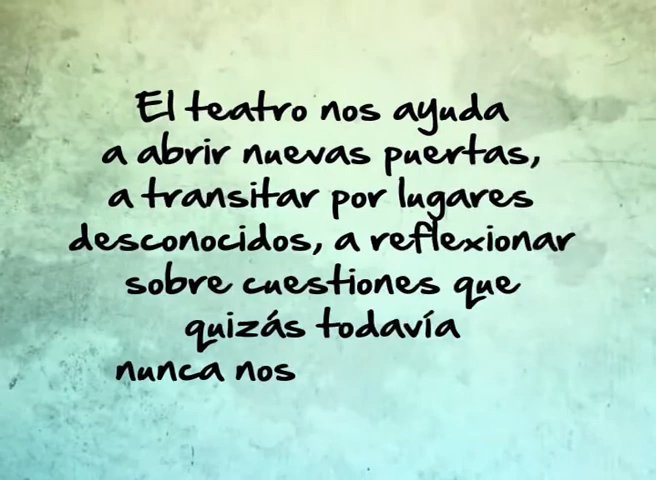 El teatro nos ayuda
a abrir nuevas puertas,
a transitar por lugares
desconocidos, a reflexionar
sobre cuestiones que
quizás todavía
nunca nos